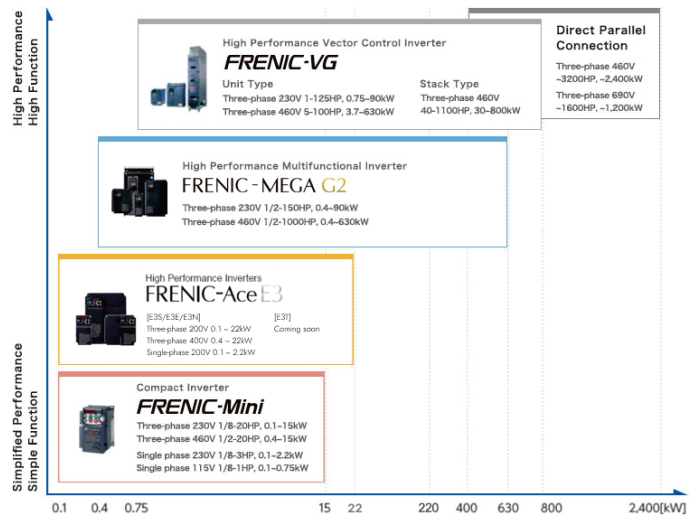 High Performance
High Function
High Performance Vector Control Inverter
FRENIC-VG
Unit Type
Three-phase 230V 1-125HP, 0.75~90kW
Three-phase 460V 5-100HP, 3.7~630kW
Stack Type
Three-phase 460V
40-1100HP, 30~800kW
Direct Parallel
Connection
Three-phase 460V
~3200HP, ~2,400kW
Three-phase 690V
~1600HP, ~1,200kW
High Performance Multifunctional Inverter
FRENIC - MEGA G2
Three-phase 230V 1/2-150HP, 0.4~90kW
Three-phase 460V 1/2-1000HP, 0.4~630kW
High Performance Inverters
FRENIC-Ace E3
[E3S/E3E/E3N]
Three-phase 200V 0.1 ~ 22kW
Three-phase 400V 0.4 ~ 22kW
Single-phase 200V 0.1 ~ 2.2kW
[E3T]
Coming soon
Simplified Performance
Simple Function
Compact Inverter
FRENIC-Mini
Three-phase 230V 1/8-20HP, 0.1~15kW
Three-phase 460V 1/2-20HP, 0.4~15kW
Single phase 230V 1/8-3HP, 0.1~2.2kW
Single phase 115V 1/8-1HP, 0.1~0.75kW
0.1 0.4 0.75 15 22 220 400 630 800 2,400[kW]